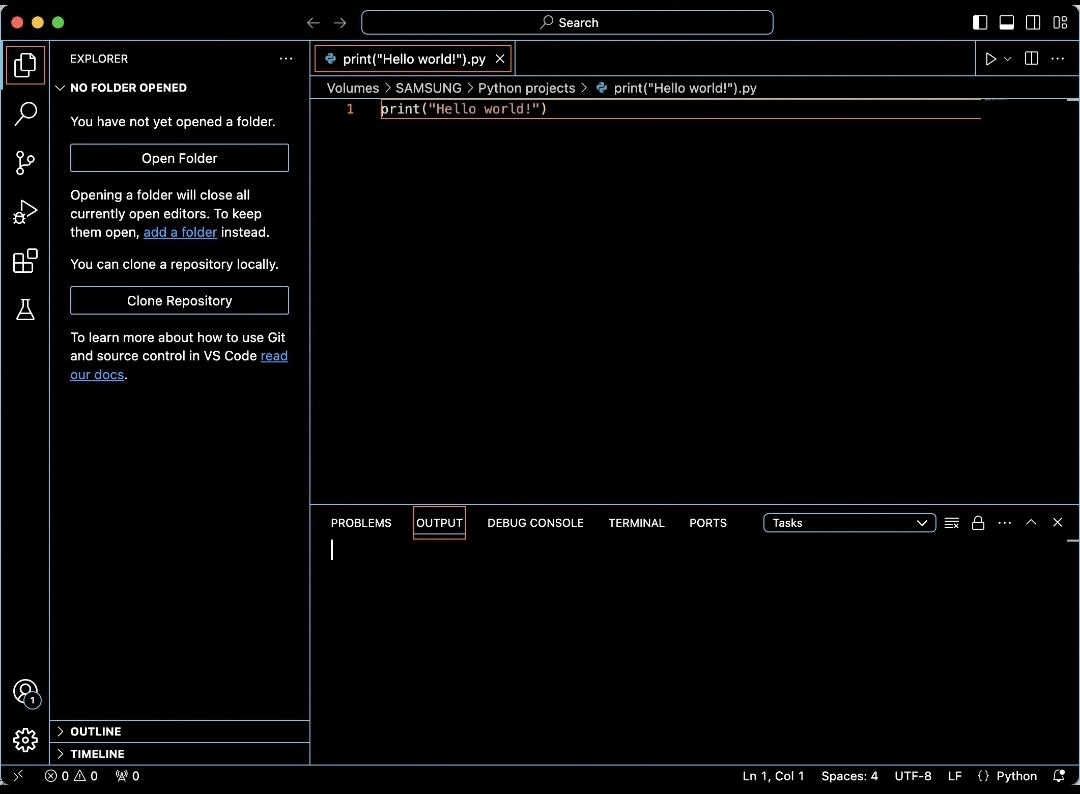 Search
EXPLORER
NO FOLDER OPENED
You have not yet opened a folder.
Open Folder
Opening a folder will close all
currently open editors. To keep
them open, add a folder instead.
You can clone a repository locally.
Clone Repository
To learn more about how to use Git
and source control in VS Code read
our docs.
OUTLINE
TIMELINE
print("Hello world!").py
Volumes > SAMSUNG > Python projects > print("Hello world!").py
1 print("Hello world!")
PROBLEMS OUTPUT DEBUG CONSOLE TERMINAL PORTS Tasks
1
0 0 0 Ln 1, Col 1 Spaces: 4 UTF-8 LF {} Python